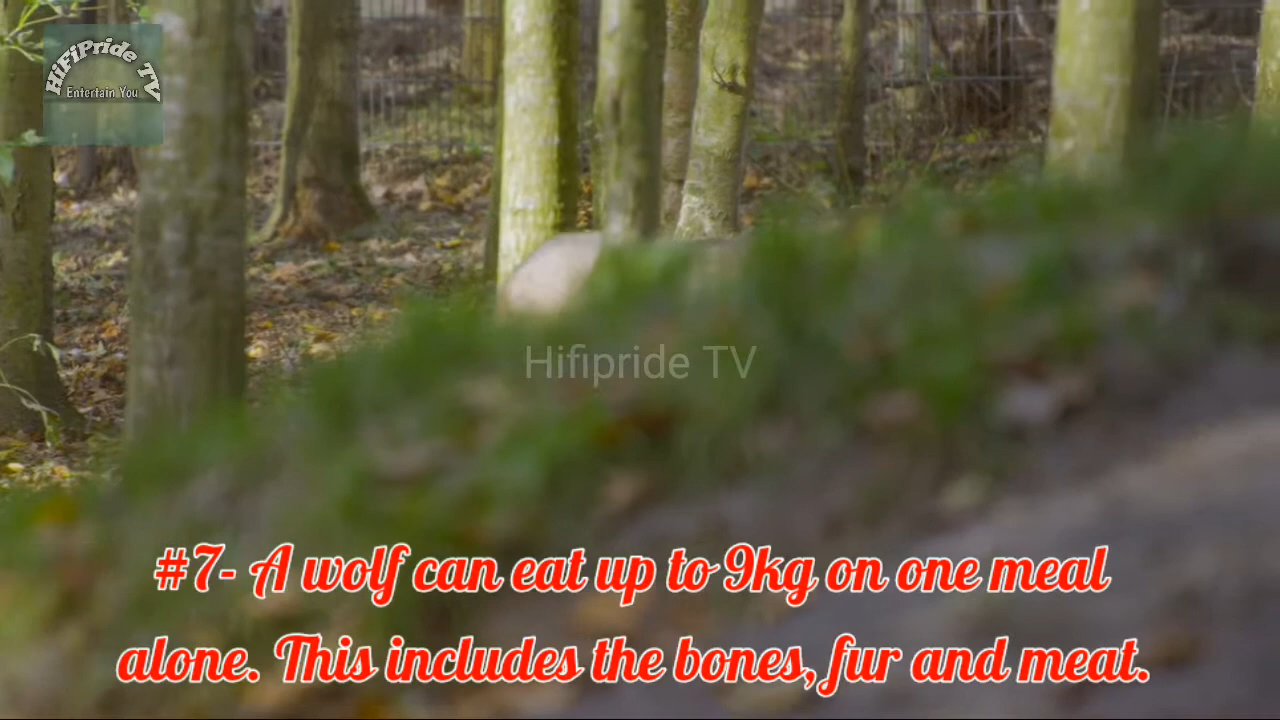 HiFiPride TV
Entertain You
Hifipride TV
#7- A wolf can eat up to 9kg on one meal
alone. This includes the bones, fur and meat.